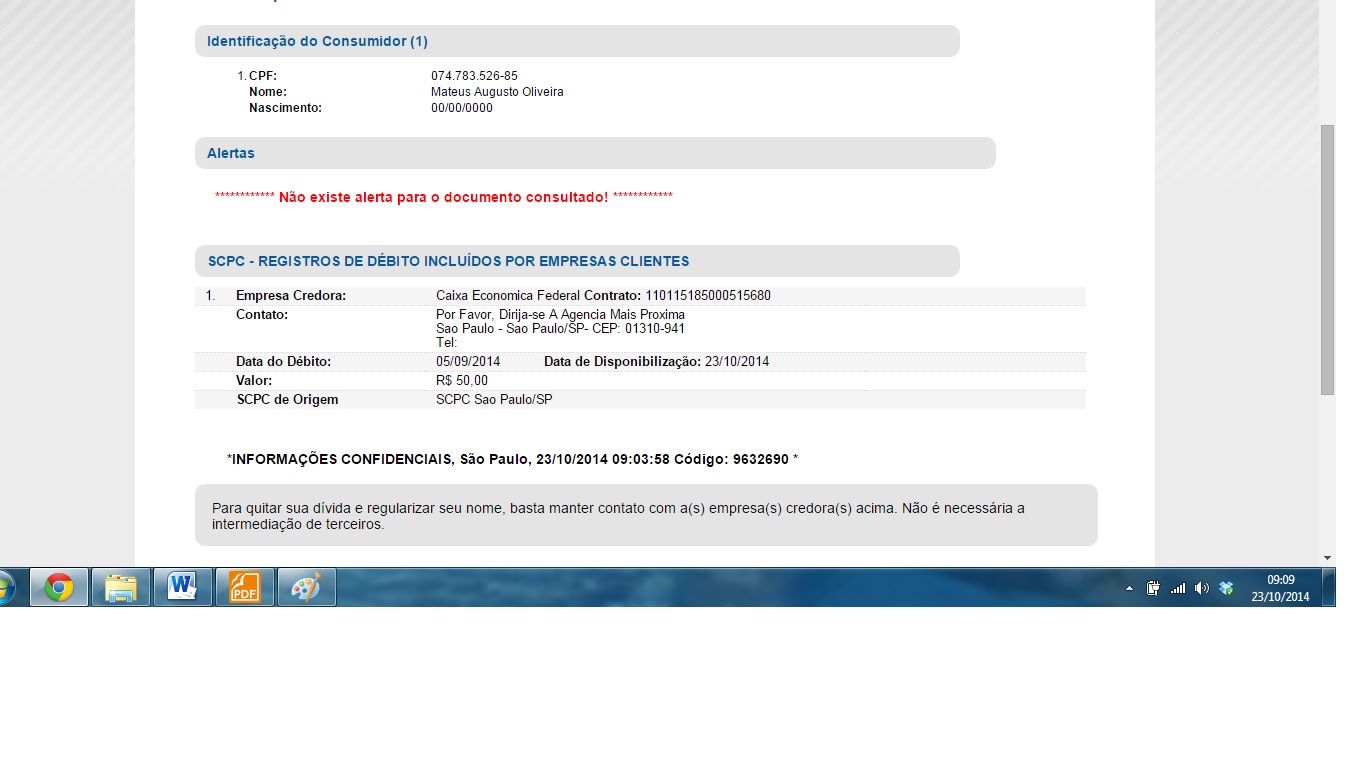 Identificação do Consumidor (1)
1. CPF: 074.783.526-85
Nome: Mateus Augusto Oliveira
Nascimento: 00/00/0000
Alertas
************ Não existe alerta para o documento consultado! ************
SCPC - REGISTROS DE DÉBITO INCLUÍDOS POR EMPRESAS CLIENTES
1. Empresa Credora: Caixa Economica Federal Contrato: 110115185000515680
Contato: Por Favor, Dirija-se A Agencia Mais Proxima
Sao Paulo - Sao Paulo/SP- CEP: 01310-941
Tel:
Data do Débito: 05/09/2014 Data de Disponibilização: 23/10/2014
Valor: R$ 50,00
SCPC de Origem SCPC Sao Paulo/SP
*INFORMAÇÕES CONFIDENCIAIS, São Paulo, 23/10/2014 09:03:58 Código: 9632690 *
Para quitar sua dívida e regularizar seu nome, basta manter contato com a(s) empresa(s) credora(s) acima. Não é necessária a
intermediação de terceiros.
W
PDF
09:09
23/10/2014